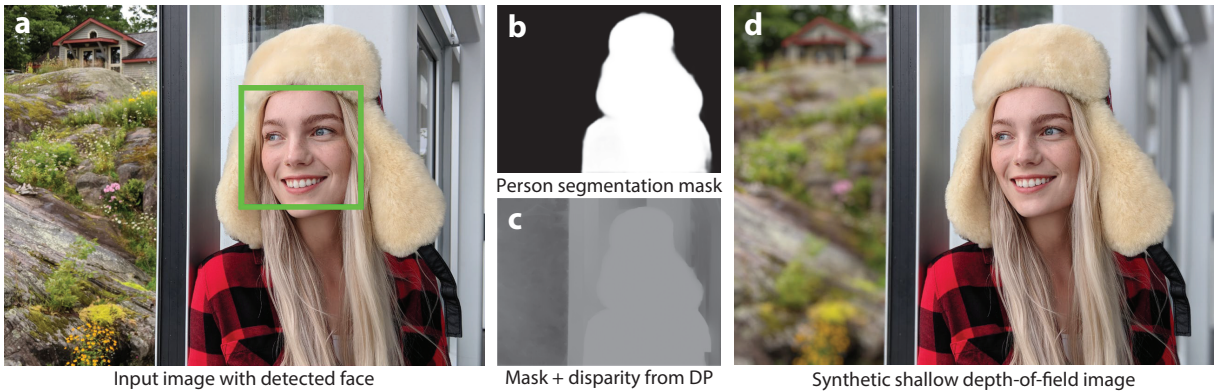 a
b
Person segmentation mask
c
d
Input image with detected face
Mask + disparity from DP
Synthetic shallow depth-of-field image